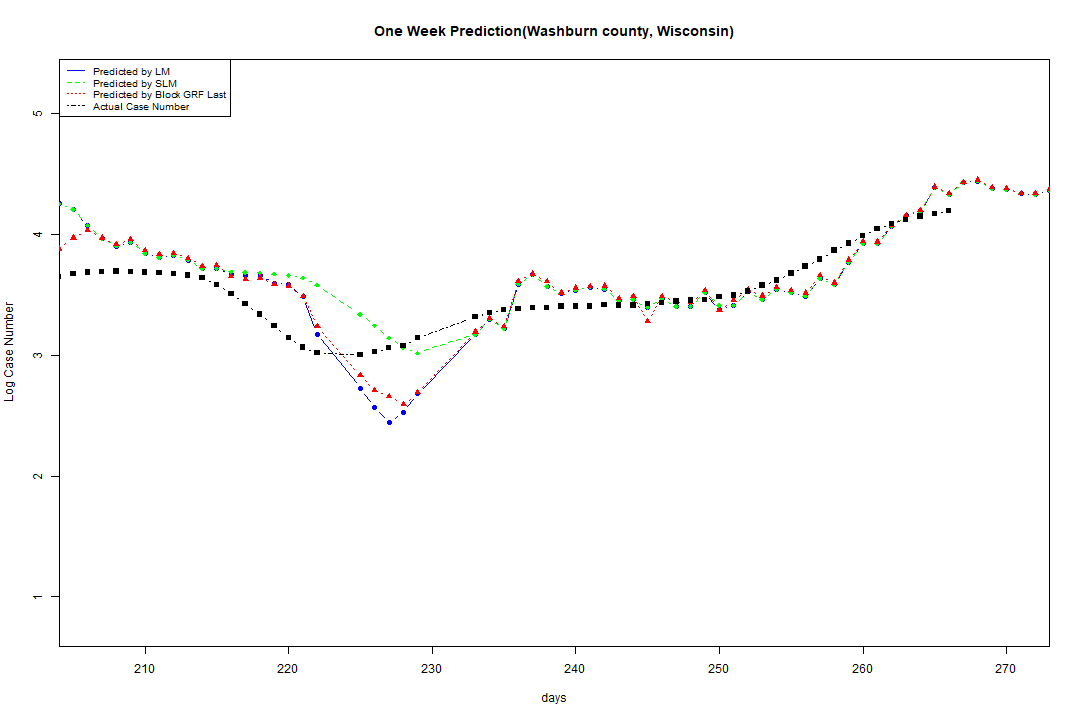 One Week Prediction(Washburn county, Wisconsin)
Predicted by LM
Predicted by SLM
Predicted by Block GRF Last
Actual Case Number
5
4
3
2
1
Log Case Number
210 220 230 240 250 260 270
days